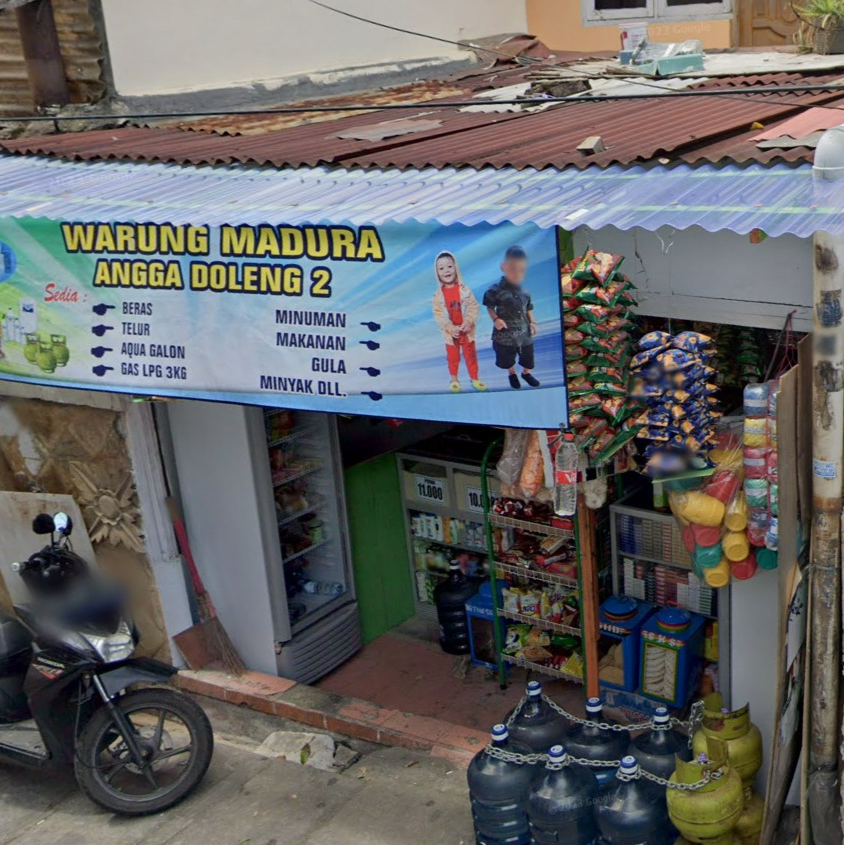 WARUNG MADURA
ANGGA DOLENG 2
Sedia :
BERAS
TELUR
AQUA GALON
GAS LPG 3KG
MINUMAN
MAKANAN
GULA
MINYAK DLL.
11.000